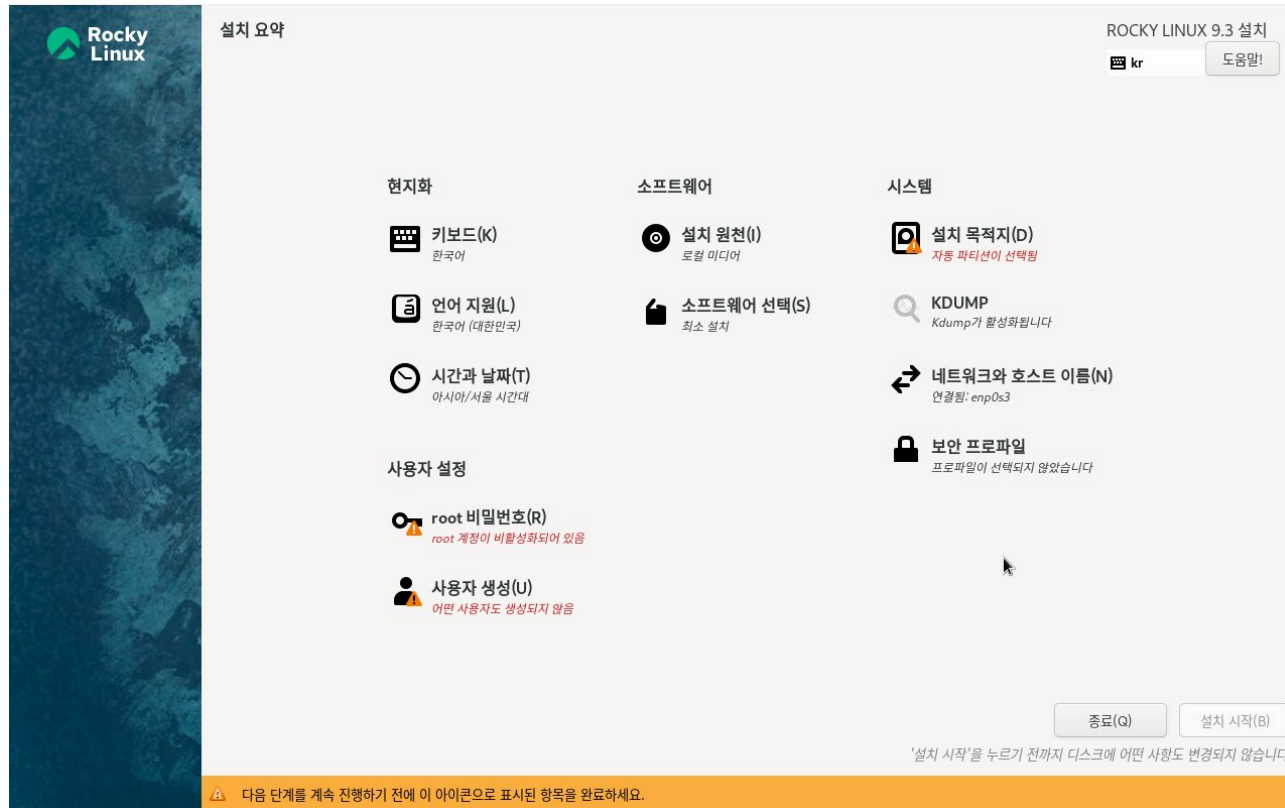 Rocky
Linux
설치 요약
ROCKY LINUX 9.3 설치
kr
도움말!
현지화
키보드(K)
한국어
언어 지원(L)
한국어 (대한민국)
시간과 날짜(T)
아시아/서울 시간대
소프트웨어
설치 원천(I)
로컬 미디어
소프트웨어 선택(S)
최소 설치
시스템
설치 목적지(D)
자동 파티션이 선택됨
KDUMP
Kdump가 활성화됩니다
네트워크와 호스트 이름(N)
연결됨: enp0s3
보안 프로파일
프로파일이 선택되지 않았습니다
사용자 설정
root 비밀번호(R)
root 계정이 비활성화되어 있음
사용자 생성(U)
어떤 사용자도 생성되지 않음
종료(Q)
설치 시작(B)
'설치 시작'을 누르기 전까지 디스크에 어떤 사항도 변경되지 않습니다
다음 단계를 계속 진행하기 전에 이 아이콘으로 표시된 항목을 완료하세요.